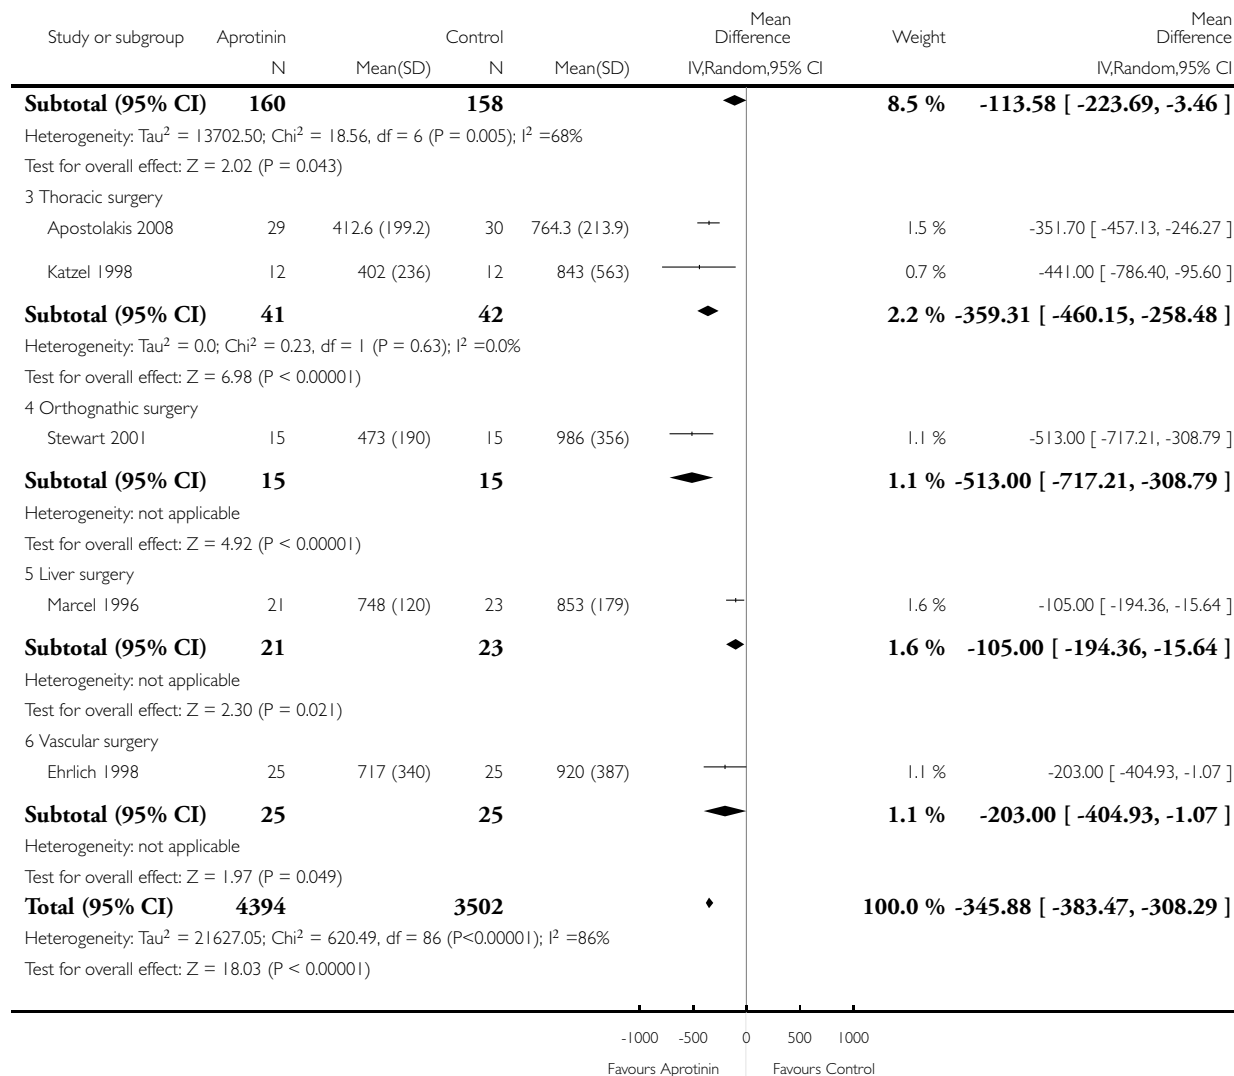 Study or subgroup Aprotinin Control Mean Difference Weight Mean Difference
N Mean(SD) N Mean(SD) IV,Random,95% CI IV,Random,95% CI
Subtotal (95% CI) 160 158 8.5 % -113.58 [ -223.69, -3.46 ]
Heterogeneity: Tau² = 13702.50; Chi² = 18.56, df = 6 (P = 0.005); I² =68%
Test for overall effect: Z = 2.02 (P = 0.043)
3 Thoracic surgery
Apostolakis 2008 29 412.6 (199.2) 30 764.3 (213.9) 1.5 % -351.70 [ -457.13, -246.27 ]
Katzel 1998 12 402 (236) 12 843 (563) 0.7 % -441.00 [ -786.40, -95.60 ]
Subtotal (95% CI) 41 42 2.2 % -359.31 [ -460.15, -258.48 ]
Heterogeneity: Tau² = 0.0; Chi² = 0.23, df = 1 (P = 0.63); I² =0.0%
Test for overall effect: Z = 6.98 (P < 0.00001)
4 Orthognathic surgery
Stewart 2001 15 473 (190) 15 986 (356) 1.1 % -513.00 [ -717.21, -308.79 ]
Subtotal (95% CI) 15 15 1.1 % -513.00 [ -717.21, -308.79 ]
Heterogeneity: not applicable
Test for overall effect: Z = 4.92 (P < 0.00001)
5 Liver surgery
Marcel 1996 21 748 (120) 23 853 (179) 1.6 % -105.00 [ -194.36, -15.64 ]
Subtotal (95% CI) 21 23 1.6 % -105.00 [ -194.36, -15.64 ]
Heterogeneity: not applicable
Test for overall effect: Z = 2.30 (P = 0.021)
6 Vascular surgery
Ehrlich 1998 25 717 (340) 25 920 (387) 1.1 % -203.00 [ -404.93, -1.07 ]
Subtotal (95% CI) 25 25 1.1 % -203.00 [ -404.93, -1.07 ]
Heterogeneity: not applicable
Test for overall effect: Z = 1.97 (P = 0.049)
Total (95% CI) 4394 3502 100.0 % -345.88 [ -383.47, -308.29 ]
Heterogeneity: Tau² = 21627.05; Chi² = 620.49, df = 86 (P<0.00001); I² =86%
Test for overall effect: Z = 18.03 (P < 0.00001)
-1000 -500 0 500 1000
Favours Aprotinin Favours Control